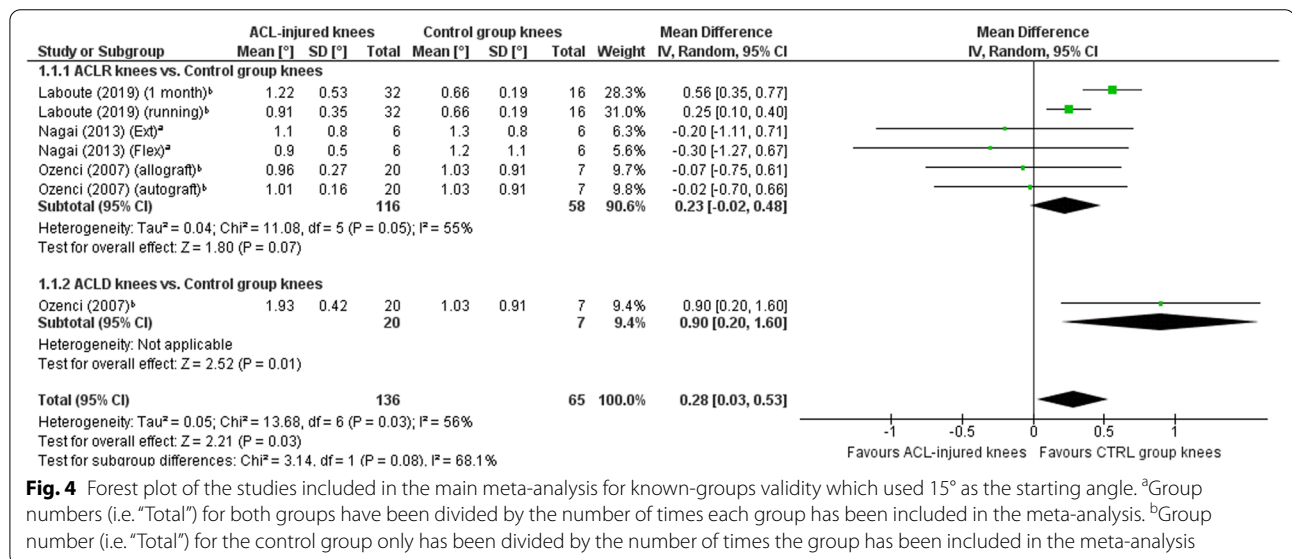 ACL-injured knees Control group knees Mean Difference Mean Difference
Study or Subgroup Mean [°] SD [°] Total Mean [°] SD [°] Total Weight IV, Random, 95% CI IV, Random, 95% CI
1.1.1 ACLR knees vs. Control group knees
Laboute (2019) (1 month)ᵇ 1.22 0.53 32 0.66 0.19 16 28.3% 0.56 [0.35, 0.77]
Laboute (2019) (running)ᵇ 0.91 0.35 32 0.66 0.19 16 31.0% 0.25 [0.10, 0.40]
Nagai (2013) (Ext)ᵃ 1.1 0.8 6 1.3 0.8 6 6.3% -0.20 [-1.11, 0.71]
Nagai (2013) (Flex)ᵃ 0.9 0.5 6 1.2 1.1 6 5.6% -0.30 [-1.27, 0.67]
Ozenci (2007) (allograft)ᵇ 0.96 0.27 20 1.03 0.91 7 9.7% -0.07 [-0.75, 0.61]
Ozenci (2007) (autograft)ᵇ 1.01 0.16 20 1.03 0.91 7 9.8% -0.02 [-0.70, 0.66]
Subtotal (95% CI) 116 58 90.6% 0.23 [-0.02, 0.48]
Heterogeneity: Tau² = 0.04; Chi² = 11.08, df = 5 (P = 0.05); I² = 55%
Test for overall effect: Z = 1.80 (P = 0.07)
1.1.2 ACLD knees vs. Control group knees
Ozenci (2007)ᵇ 1.93 0.42 20 1.03 0.91 7 9.4% 0.90 [0.20, 1.60]
Subtotal (95% CI) 20 7 9.4% 0.90 [0.20, 1.60]
Heterogeneity: Not applicable
Test for overall effect: Z = 2.52 (P = 0.01)
Total (95% CI) 136 65 100.0% 0.28 [0.03, 0.53]
Heterogeneity: Tau² = 0.05; Chi² = 13.68, df = 6 (P = 0.03); I² = 56%
Test for overall effect: Z = 2.21 (P = 0.03)
Test for subgroup differences: Chi² = 3.14, df = 1 (P = 0.08), I² = 68.1%
-1 -0.5 0 0.5 1
Favours ACL-injured knees Favours CTRL group knees
Fig. 4 Forest plot of the studies included in the main meta-analysis for known-groups validity which used 15° as the starting angle. ᵃGroup
numbers (i.e. “Total”) for both groups have been divided by the number of times each group has been included in the meta-analysis. ᵇGroup
number (i.e. “Total”) for the control group only has been divided by the number of times the group has been included in the meta-analysis